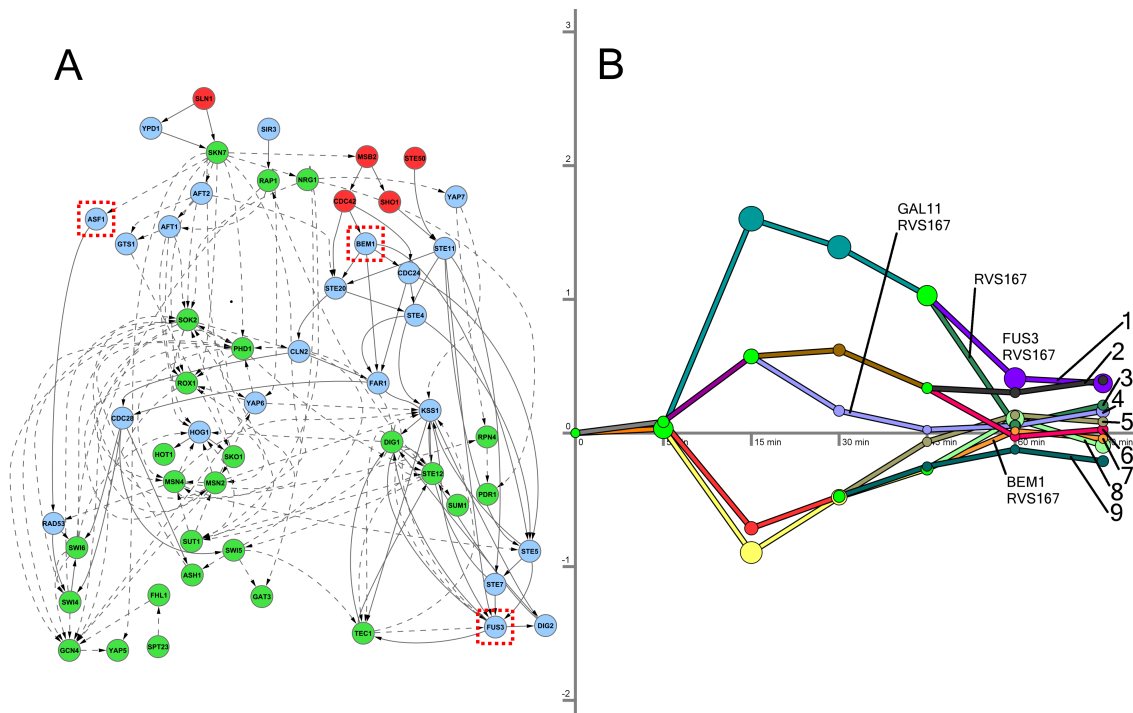 A
B
SLN1
YPD1
SIR3
SKN7
MSB2
STE50
RAP1
NRG1
AFT2
CDC42
SHO1
YAP7
ASF1
AFT1
GTS1
BEM1
STE11
CDC24
STE20
STE4
SOK2
PHD1
CLN2
ROX1
FAR1
YAP6
KSS1
CDC28
HOG1
DIG1
RPN4
HOT1
SKO1
STE12
MSN4
MSN2
PDR1
SUM1
RAD53
SWI6
SUT1
SWI5
STE5
ASH1
STE7
SWI4
FHL1
GAT3
FUS3
DIG2
TEC1
GCN4
YAP5
SPT23
3
2
1
0
-1
-2
0
15 min
30 min
GAL11
RVS167
RVS167
FUS3
RVS167
BEM1
RVS167
1
2
3
4
5
6
7
8
9